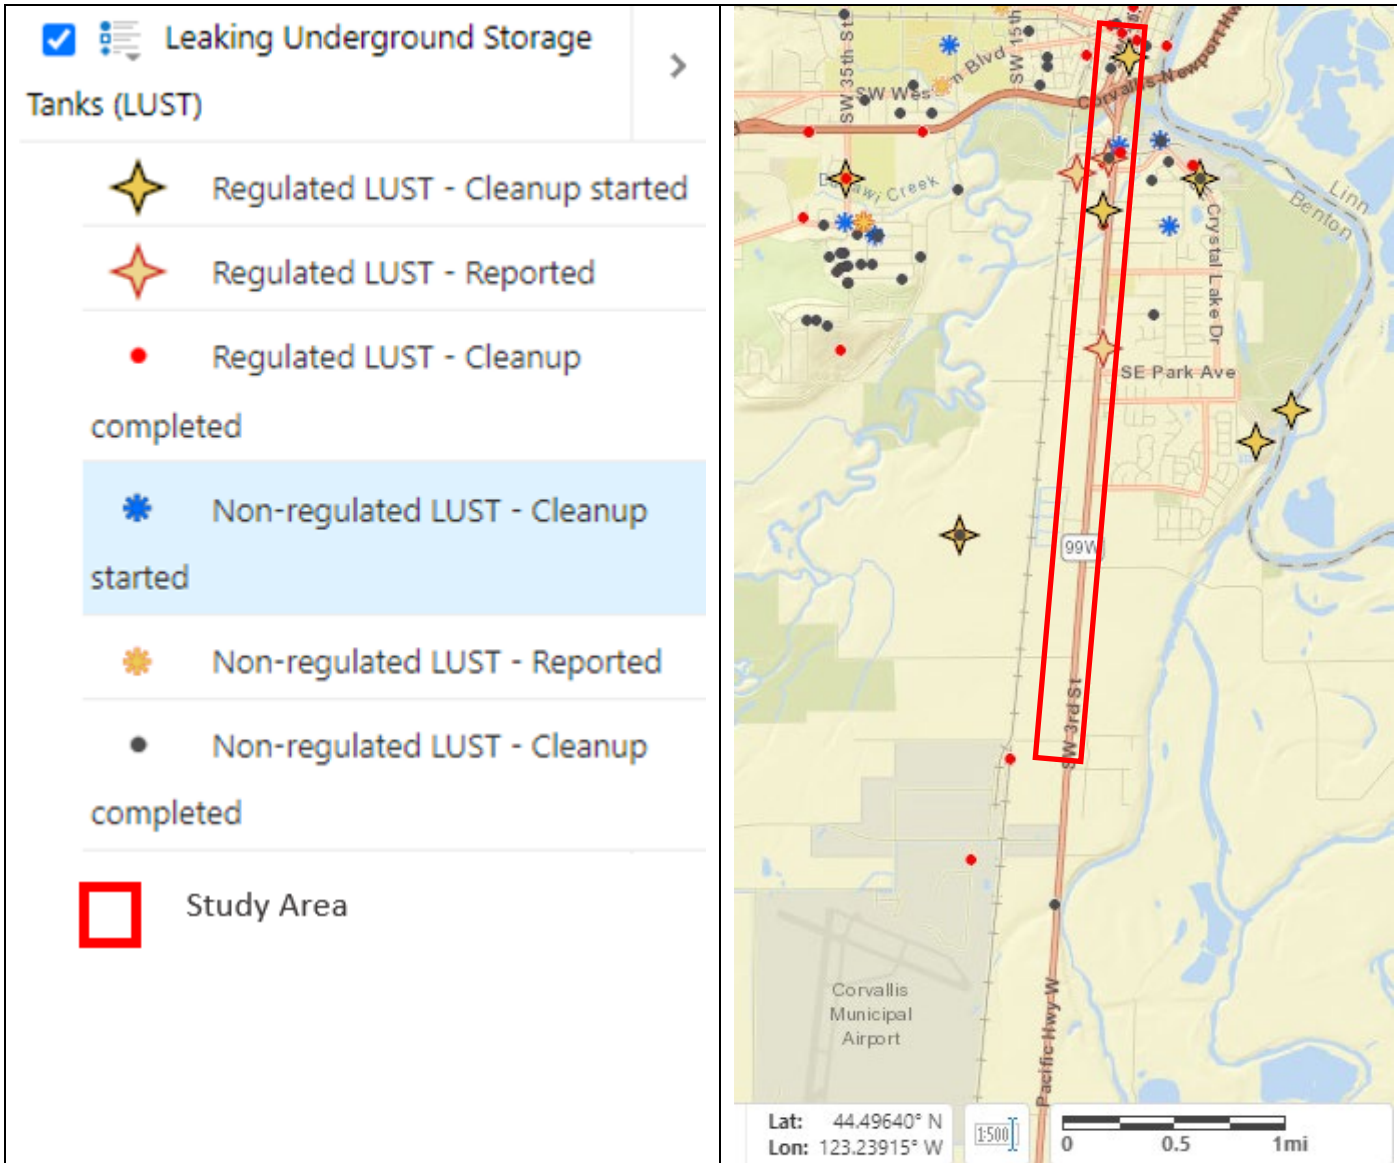 Leaking Underground Storage
Tanks (LUST)
Regulated LUST - Cleanup started
Regulated LUST - Reported
Regulated LUST - Cleanup
completed
Non-regulated LUST - Cleanup
started
Non-regulated LUST - Reported
Non-regulated LUST - Cleanup
completed
Study Area
SW 35th St
SW 15th
SW Wes
n Blvd
Corvallis-Newport Hwy
Creek
Linn
Benton
Crystal Lake Dr
SE Park Ave
99W
SW 3rd St
Corvallis
Municipal
Airport
Pacific Hwy W
Lat: 44.49640° N
Lon: 123.23915° W
1:500
0 0.5 1mi